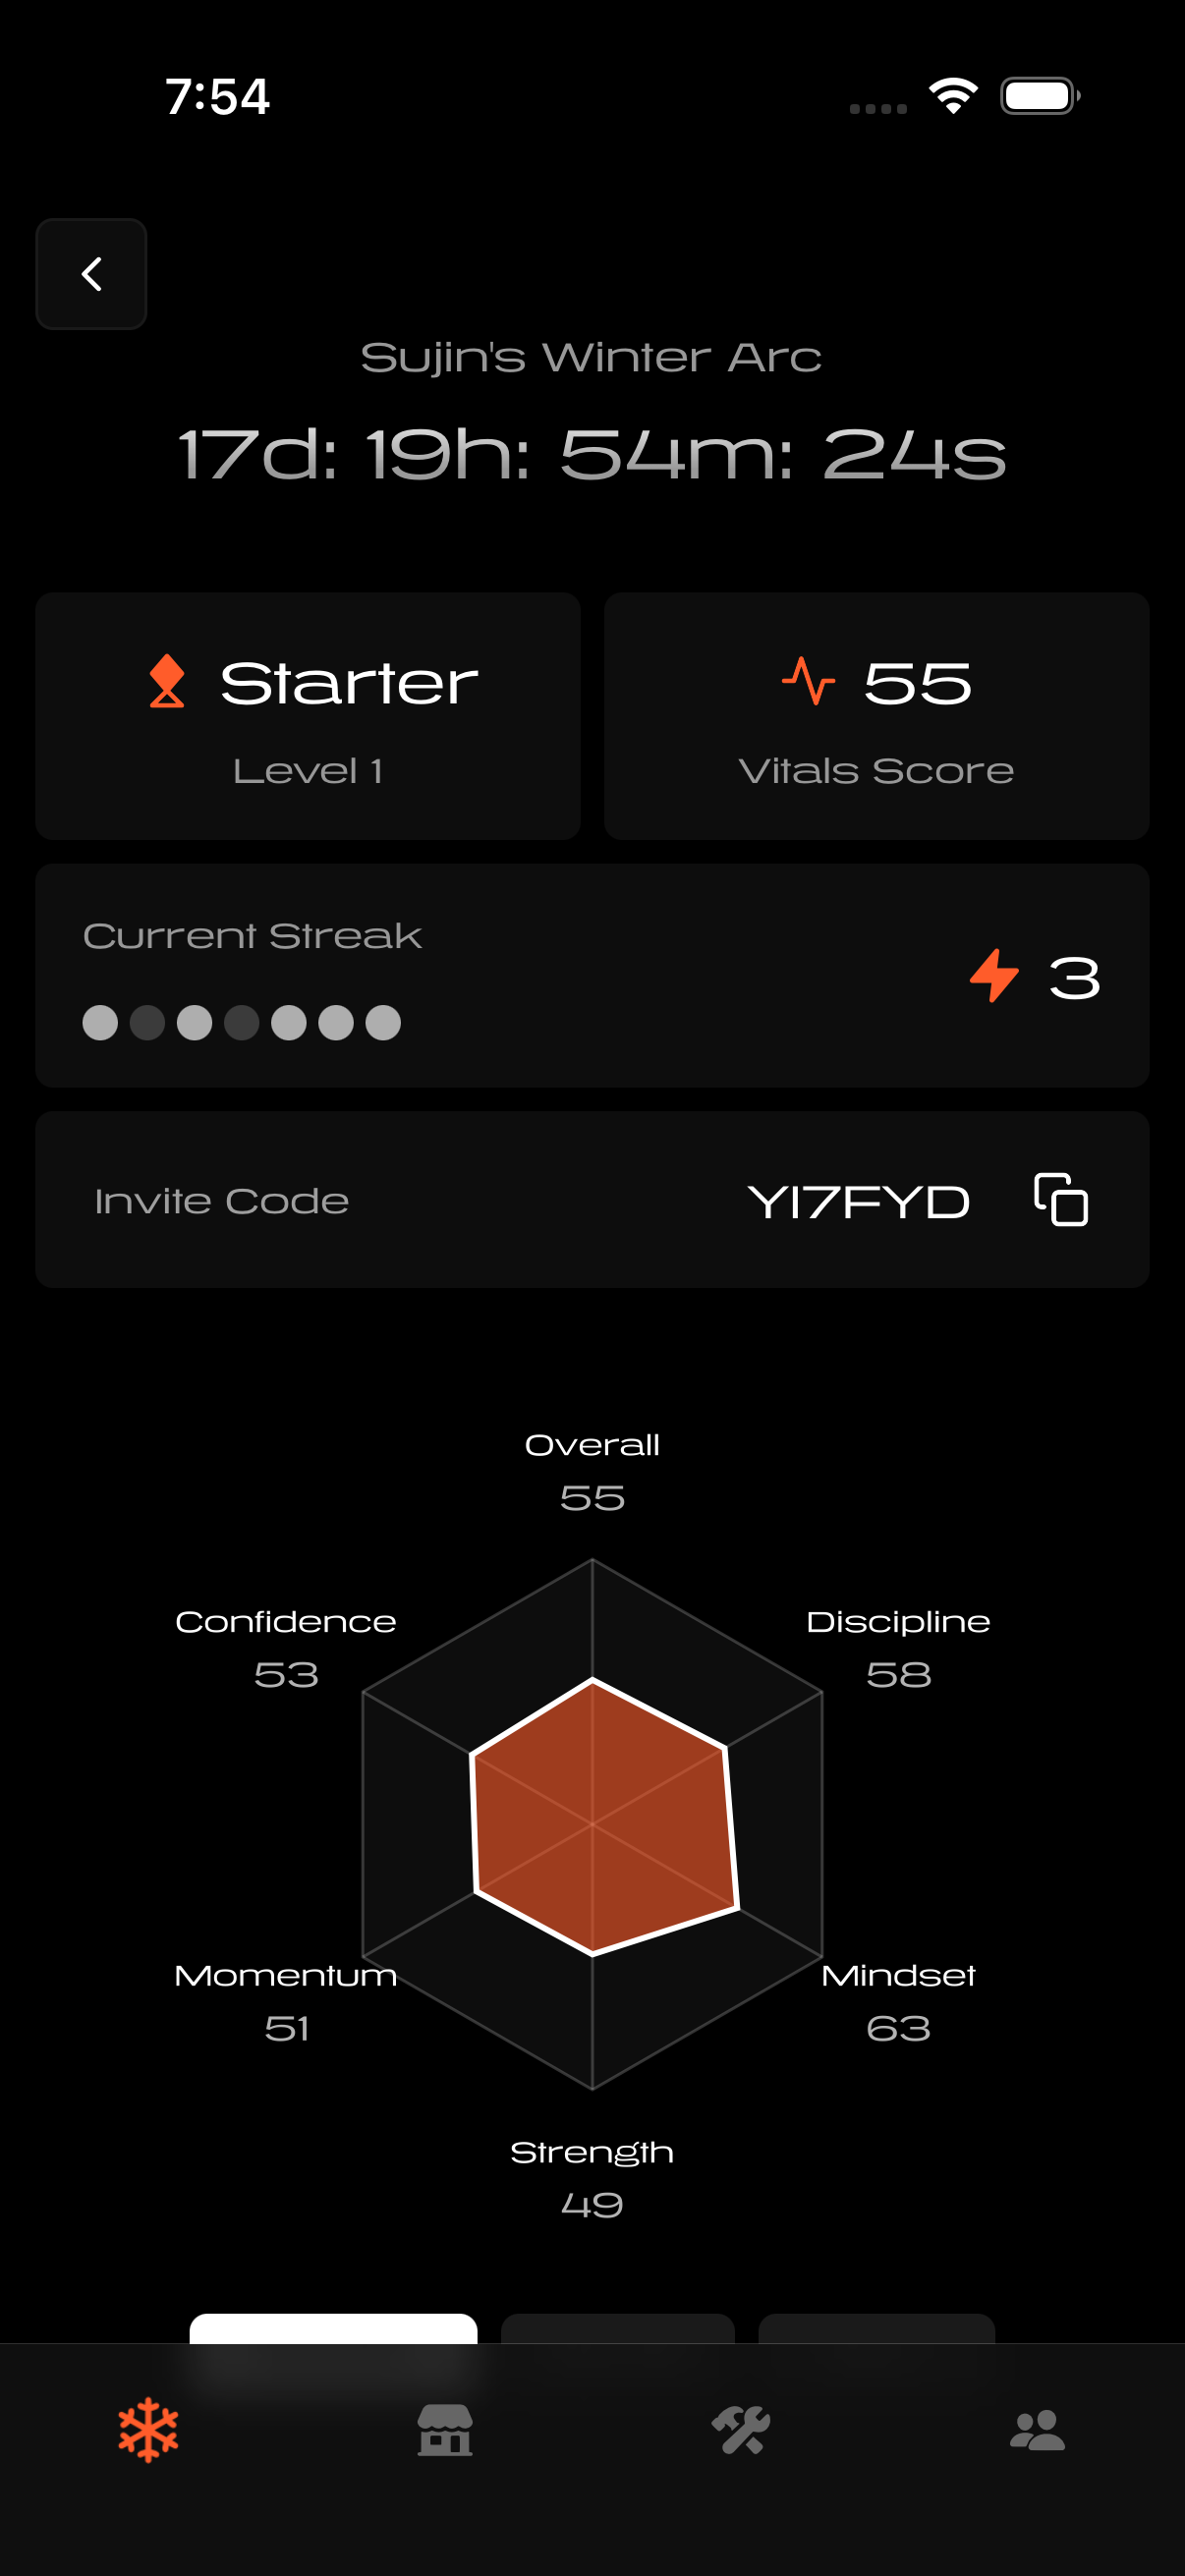 7:54
Sujin's Winter Arc
17d: 19h: 54m: 24s
Starter
Level 1
55
Vitals Score
Current Streak
3
Invite Code
YI7FYD
Overall
55
Confidence
53
Discipline
58
Momentum
51
Mindset
63
Strength
49